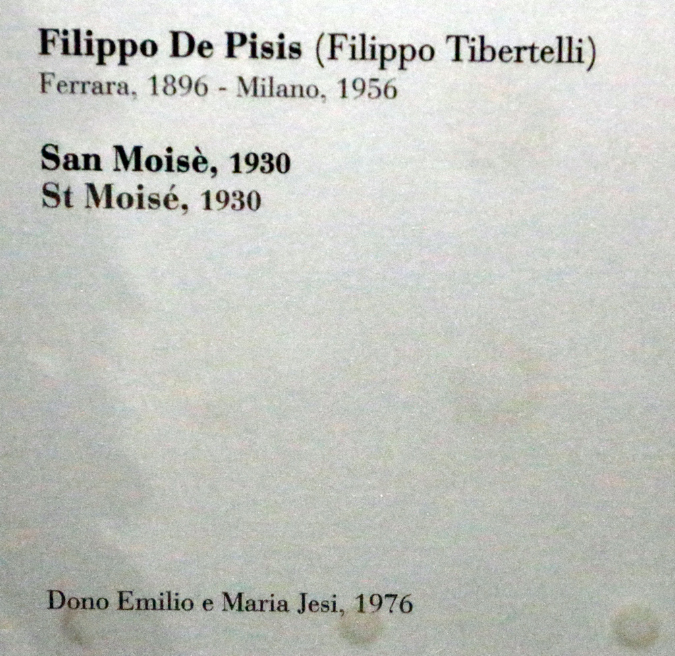 Filippo De Pisis (Filippo Tibertelli)
Ferrara, 1896 - Milano, 1956
San Moisè, 1930
St Moisé, 1930
Dono Emilio e Maria Jesi, 1976